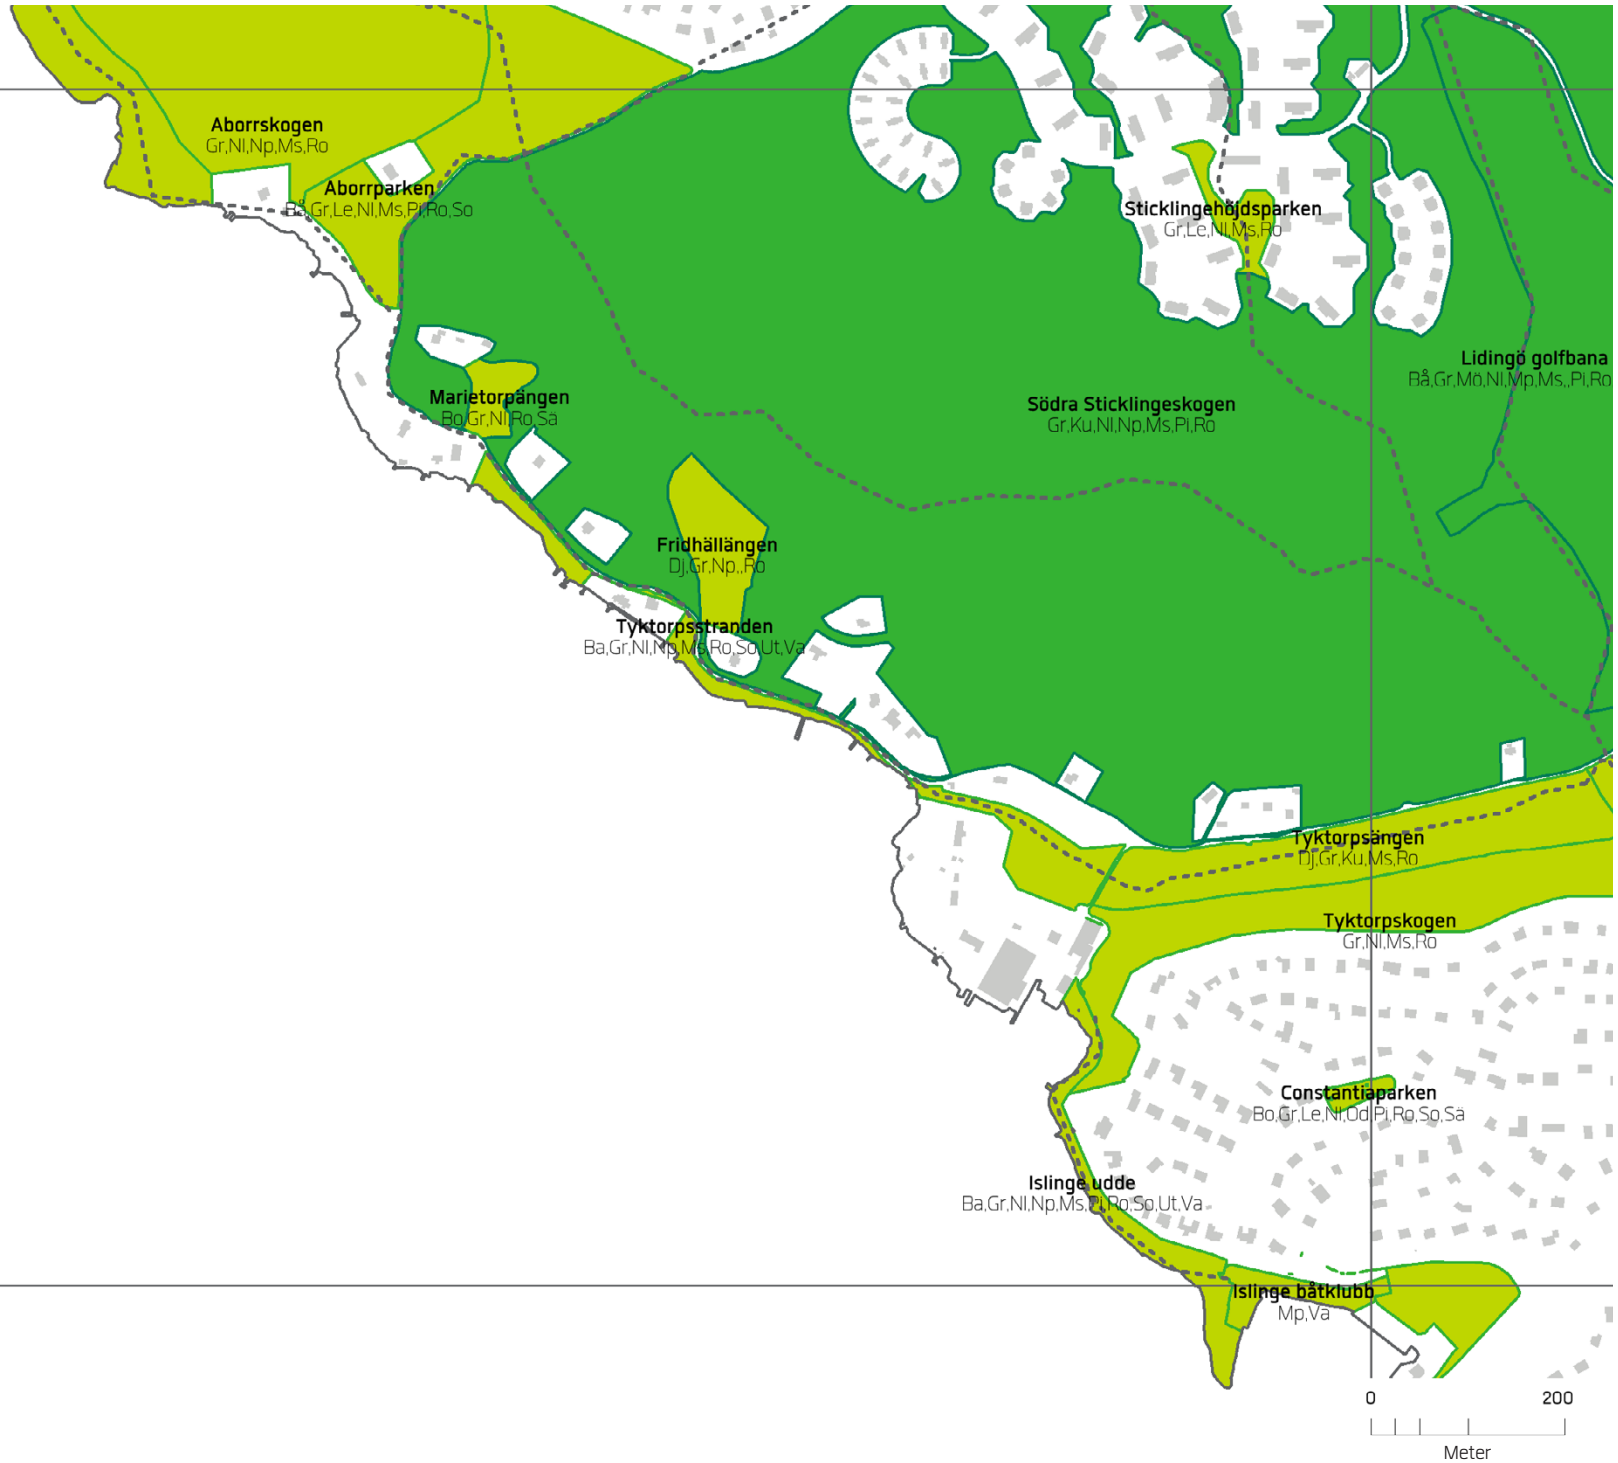 Aborrskogen
Gr,Nl,Np,Ms,Ro
Aborrparken
Bå,Gr,Le,Nl,Ms,Pi,Ro,So
Sticklingehöjdsparken
Gr,Le,Nl,Ms,Ro
Lidingö golfbana
Bå,Gr,Mö,Nl,Mp,Ms,,Pi,Ro
Marietorpängen
Bo,Gr,Nl,Ro,Sä
Södra Sticklingeskogen
Gr,Ku,Nl,Np,Ms,Pi,Ro
Fridhällängen
Dj,Gr,Np,,Ro
Tyktorpsstranden
Ba,Gr,Nl,Np,Ms,Ro,So,Ut,Va
Tyktorpsängen
Dj,Gr,Ku,Ms,Ro
Tyktorpskogen
Gr,Nl,Ms,Ro
Constantiaparken
Bo,Gr,Le,Nl,Od,Pi,Ro,So,Sä
Islinge udde
Ba,Gr,Nl,Np,Ms,Pi,Ro,So,Ut,Va
Islinge båtklubb
Mp,Va
0 200
Meter